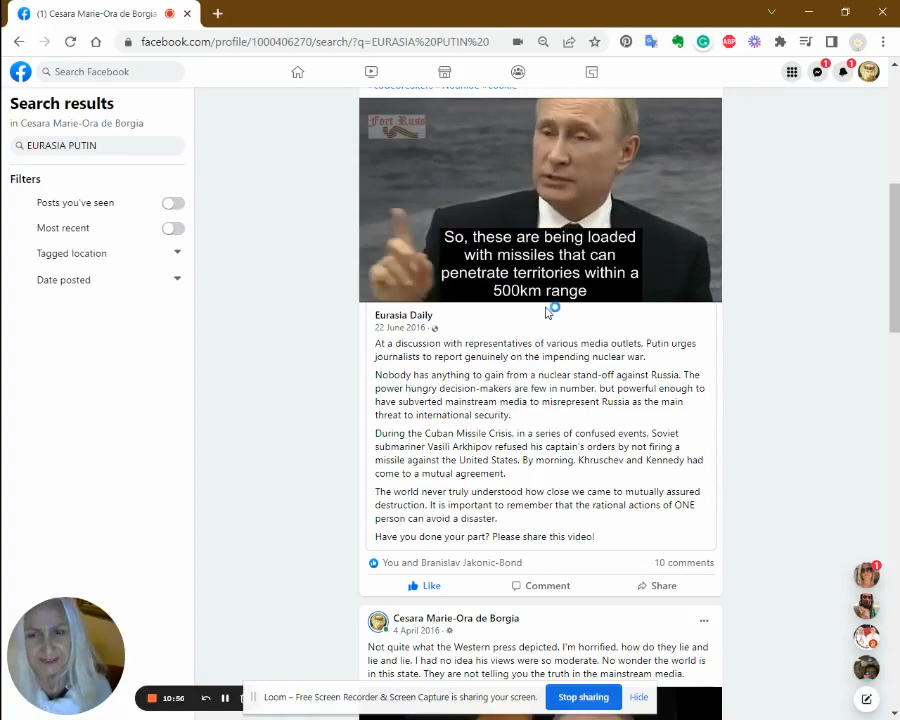 (1) Cesara Marie-Ora de Borgia
facebook.com/profile/1000406270/search/?q=EURASIA%20PUTIN%20
ABP
Search Facebook
1
1
Search results
in Cesara Marie-Ora de Borgia
EURASIA PUTIN
Filters
Posts you've seen
Most recent
Tagged location
Date posted
Fort Russ
So, these are being loaded
with missiles that can
penetrate territories within a
500km range
Eurasia Daily
22 June 2016 ·
At a discussion with representatives of various media outlets, Putin urges
journalists to report genuinely on the impending nuclear war.
Nobody has anything to gain from a nuclear stand-off against Russia. The
power hungry decision-makers are few in number, but powerful enough to
have subverted mainstream media to misrepresent Russia as the main
threat to international security.
During the Cuban Missile Crisis, in a series of confused events, Soviet
submariner Vasili Arkhipov refused his captain's orders by not firing a
missile against the United States. By morning, Khruschev and Kennedy had
come to a mutual agreement.
The world never truly understood how close we came to mutually assured
destruction. It is important to remember that the rational actions of ONE
person can avoid a disaster.
Have you done your part? Please share this video!
You and Branislav Jakonic-Bond
10 comments
Like
Comment
Share
Cesara Marie-Ora de Borgia
4 April 2016 ·
Not quite what the Western press depicted. I'm horrified. how do they lie and
lie and lie. I had no idea his views were so moderate. No wonder the world is
in this state. They are not telling you the truth in the mainstream media.
1
10:56
Loom – Free Screen Recorder & Screen Capture is sharing your screen.
Stop sharing
Hide